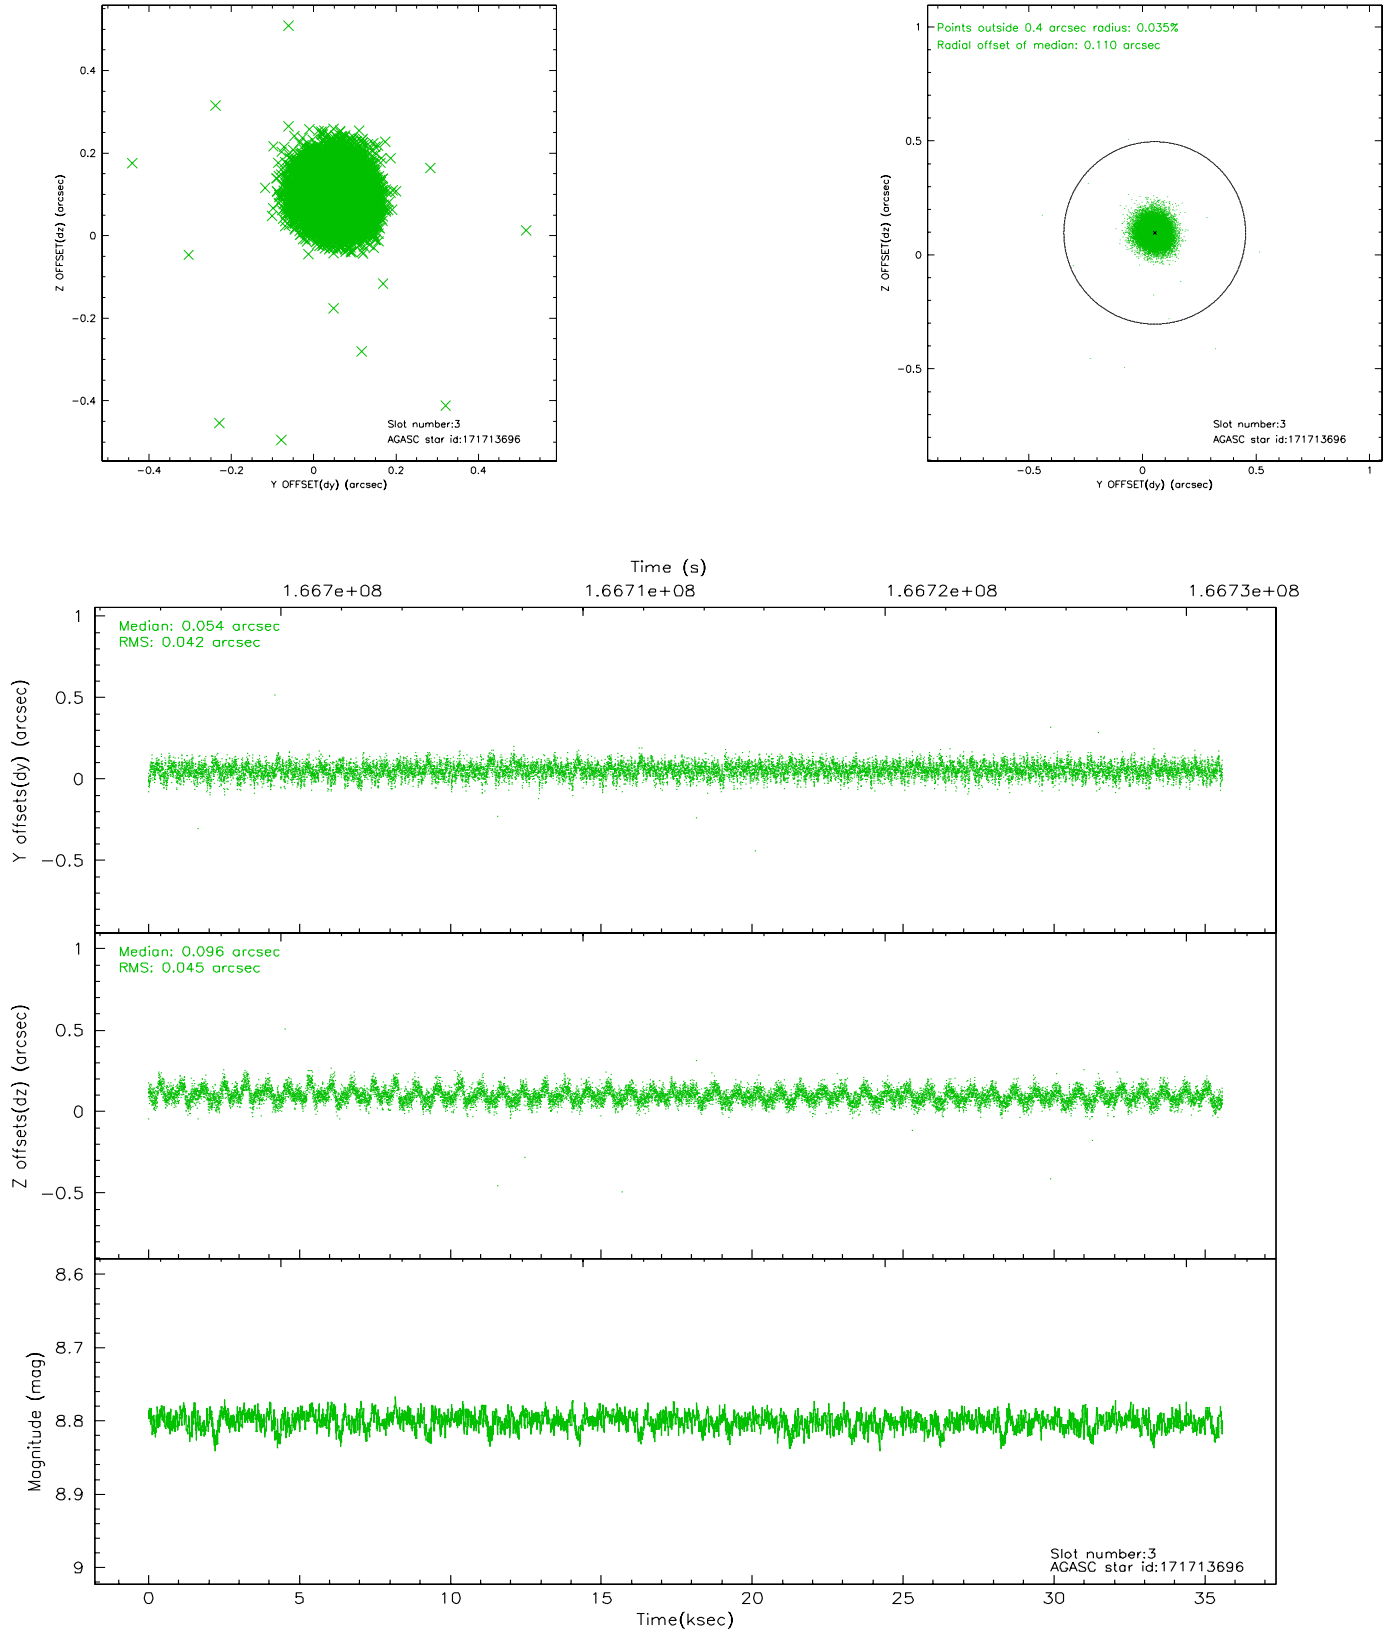 Points outside 0.4 arcsec radius: 0.035%
Radial offset of median: 0.110 arcsec
0.4
0.2
0
−0.2
−0.4
Z OFFSET(dz) (arcsec)
Slot number:3
AGASC star id:171713696
−0.4 −0.2 0 0.2 0.4
Y OFFSET(dy) (arcsec)
1
0.5
0
−0.5
Z OFFSET(dz) (arcsec)
Slot number:3
AGASC star id:171713696
−0.5 0 0.5 1
Y OFFSET(dy) (arcsec)
Time (s)
1.667e+08 1.6671e+08 1.6672e+08 1.6673e+08
Median: 0.054 arcsec
RMS: 0.042 arcsec
1
0.5
0
−0.5
Y offsets(dy) (arcsec)
Median: 0.096 arcsec
RMS: 0.045 arcsec
1
0.5
0
−0.5
Z offsets(dz) (arcsec)
8.6
8.7
8.8
8.9
9
Magnitude (mag)
Slot number:3
AGASC star id:171713696
0 5 10 15 20 25 30 35
Time(ksec)